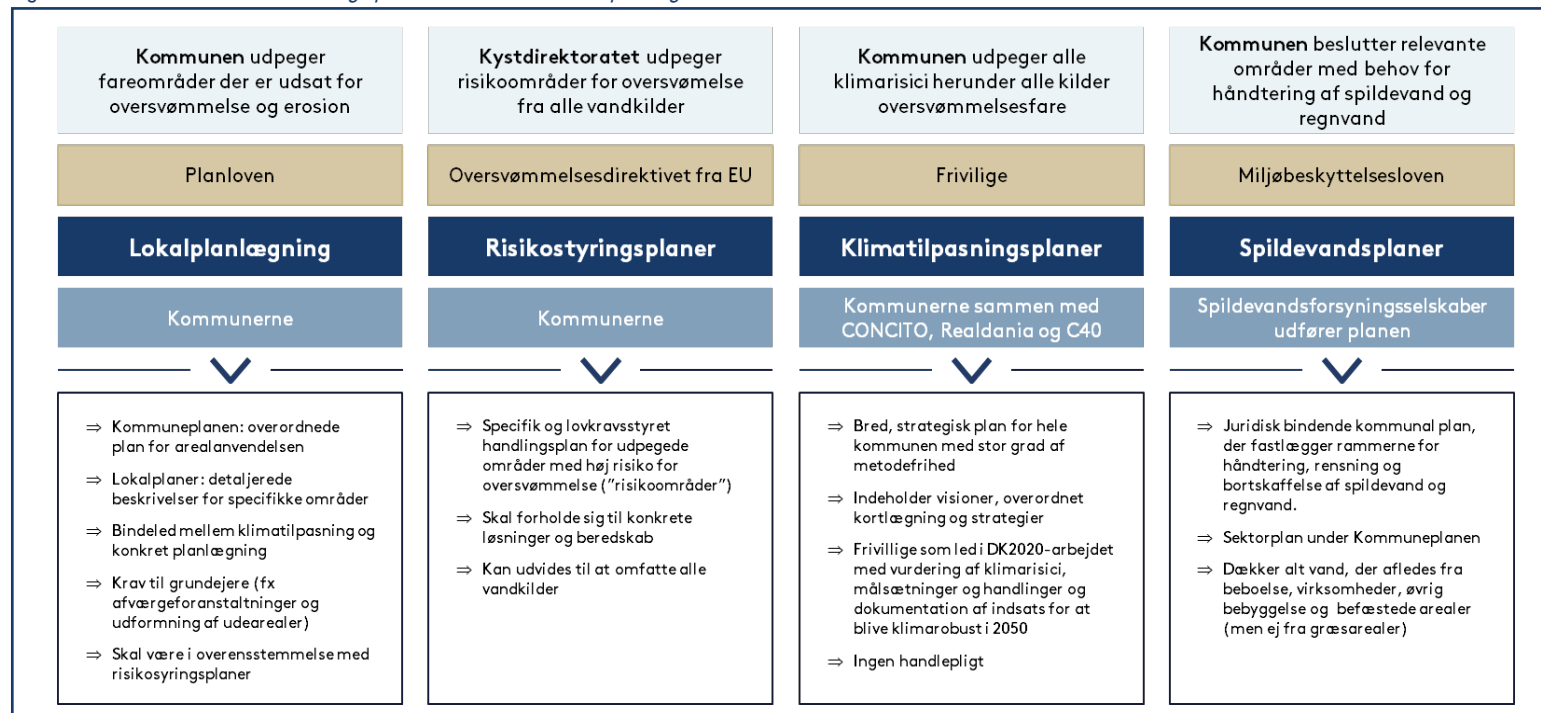 Kommunen udpeger
fareområder der er udsat for
oversvømmelse og erosion
Planloven
Lokalplanlægning
Kommunerne
⇒ Kommuneplanen: overordnede
plan for arealanvendelsen
⇒ Lokalplaner: detaljerede
beskrivelser for specifikke områder
⇒ Bindeled mellem klimatilpasning og
konkret planlægning
⇒ Krav til grundejere (fx
afværgeforanstaltninger og
udformning af udearealer)
⇒ Skal være i overensstemmelse med
risikosyringsplaner
Kystdirektoratet udpeger
risikoområder for oversvømelse
fra alle vandkilder
Oversvømmelsesdirektivet fra EU
Risikostyringsplaner
Kommunerne
⇒ Specifik og lovkravsstyret
handlingsplan for udpegede
områder med høj risiko for
oversvømmelse (”risikoområder”)
⇒ Skal forholde sig til konkrete
løsninger og beredskab
⇒ Kan udvides til at omfatte alle
vandkilder
Kommunen udpeger alle
klimarisici herunder alle kilder
oversvømmelsesfare
Frivilige
Klimatilpasningsplaner
Kommunerne sammen med
CONCITO, Realdania og C40
⇒ Bred, strategisk plan for hele
kommunen med stor grad af
metodefrihed
⇒ Indeholder visioner, overordnet
kortlægning og strategier
⇒ Frivillige som led i DK2020-arbejdet
med vurdering af klimarisici,
målsætninger og handlinger og
dokumentation af indsats for at
blive klimarobust i 2050
⇒ Ingen handlepligt
Kommunen beslutter relevante
områder med behov for
håndtering af spildevand og
regnvand
Miljøbeskyttelsesloven
Spildevandsplaner
Spildevandsforsyningsselskaber
udfører planen
⇒ Juridisk bindende kommunal plan,
der fastlægger rammerne for
håndtering, rensning og
bortskaffelse af spildevand og
regnvand.
⇒ Sektorplan under Kommuneplanen
⇒ Dækker alt vand, der afledes fra
beboelse, virksomheder, øvrig
bebyggelse og befæstede arealer
(men ej fra græsarealer)